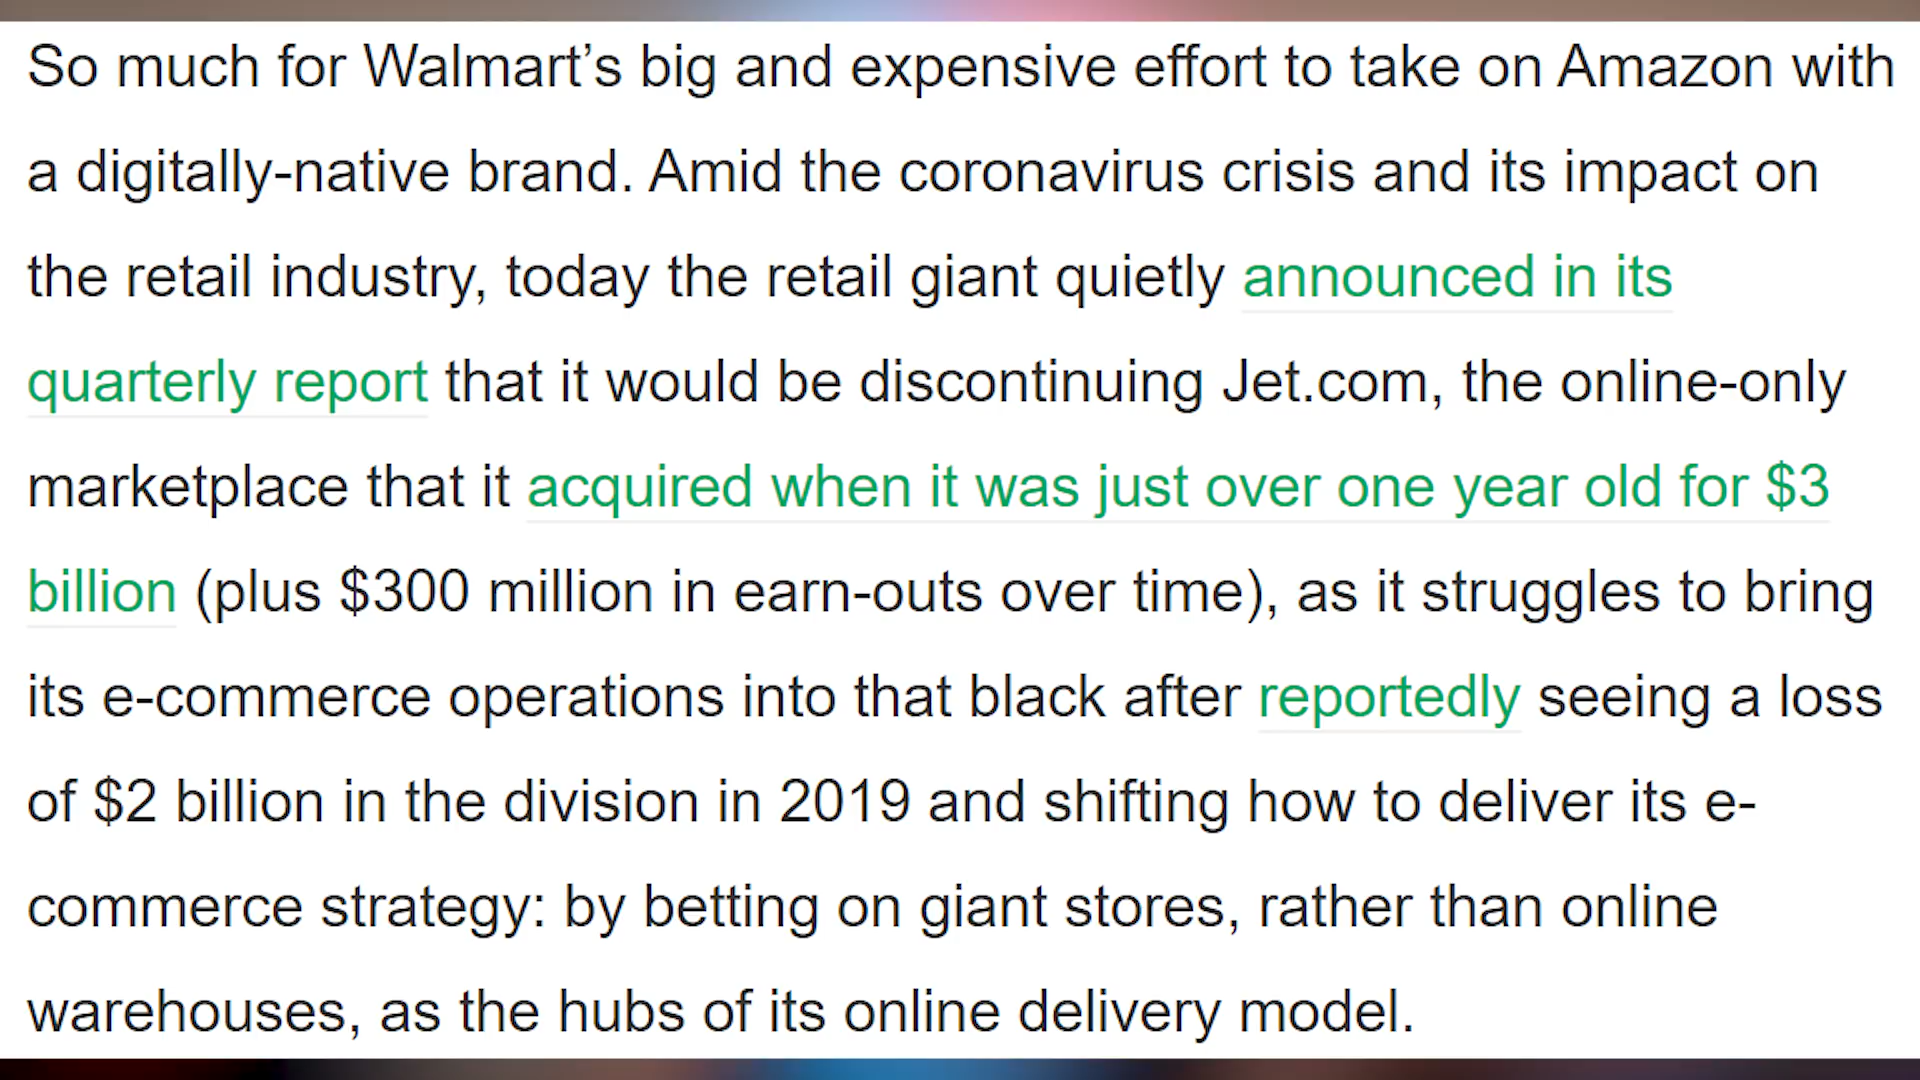 So much for Walmart’s big and expensive effort to take on Amazon with
a digitally-native brand. Amid the coronavirus crisis and its impact on
the retail industry, today the retail giant quietly announced in its
quarterly report that it would be discontinuing Jet.com, the online-only
marketplace that it acquired when it was just over one year old for $3
billion (plus $300 million in earn-outs over time), as it struggles to bring
its e-commerce operations into that black after reportedly seeing a loss
of $2 billion in the division in 2019 and shifting how to deliver its e-
commerce strategy: by betting on giant stores, rather than online
warehouses, as the hubs of its online delivery model.